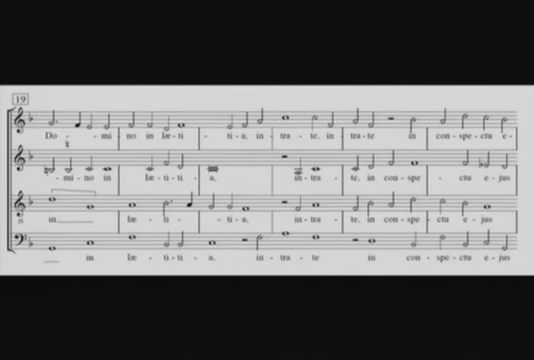 19
Do - - mi no in læ - ti - ti - a, in - tra - te, in - tra - te in con - spe - ctu e -
- mi - no in læ - ti - ti - a, in - tra - te, in con - spe - ctu e - jus
in læ - ti - ti - a, in - tra - te in con - spe - ctu e - jus
in læ - ti - ti - a, in - tra - te in con - spe - ctu e - jus